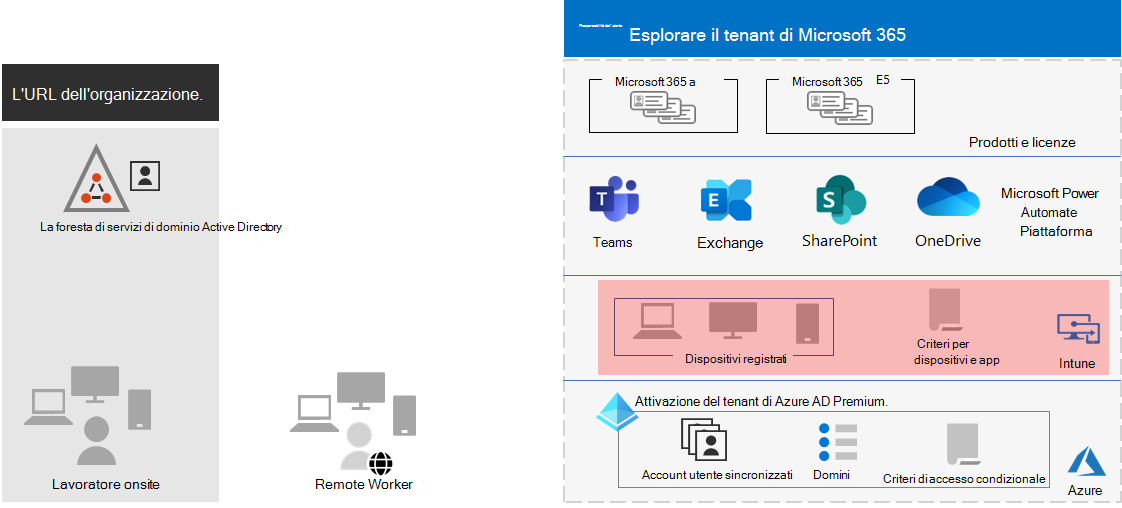 Responsabilità dell'utente
Esplorare il tenant di Microsoft 365
L'URL dell'organizzazione.
Microsoft 365 a
Microsoft 365 E5
Prodotti e licenze
La foresta di servizi di dominio Active Directory
Teams
Exchange
SharePoint
OneDrive
Microsoft Power
Automate
Piattaforma
Dispositivi registrati
Criteri per
dispositivi e app
Intune
Attivazione del tenant di Azure AD Premium.
Account utente sincronizzati
Domini
Criteri di accesso condizionale
Azure
Lavoratore onsite
Remote Worker